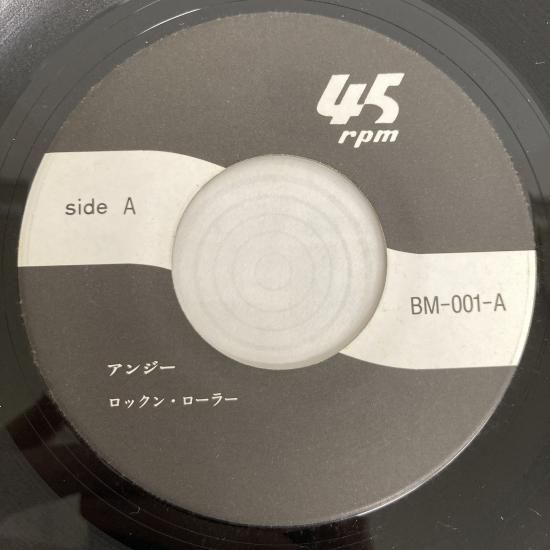 45
rpm
side A
BM-001-A
アンジー
ロックン・ローラー